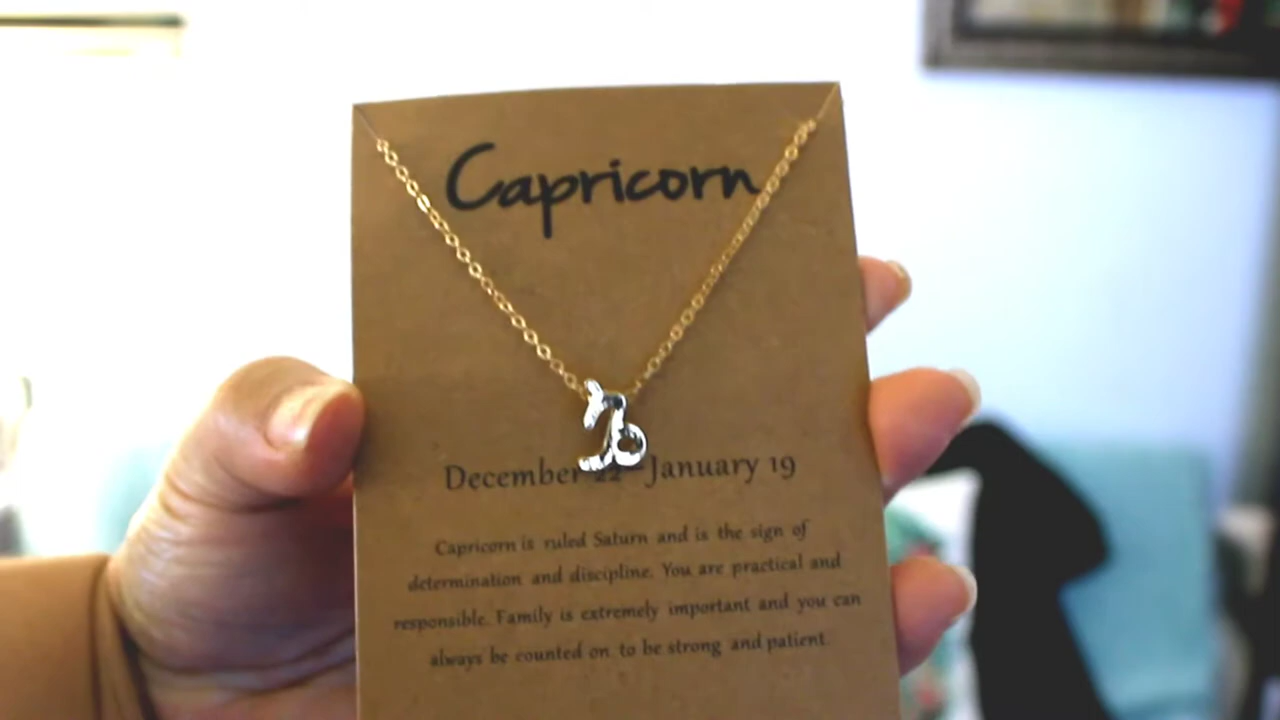 Capricorn
December 22 January 19
Capricorn is ruled Saturn and is the sign of
determination and discipline. You are practical and
responsible. Family is extremely important and you can
always be counted on to be strong and patient.